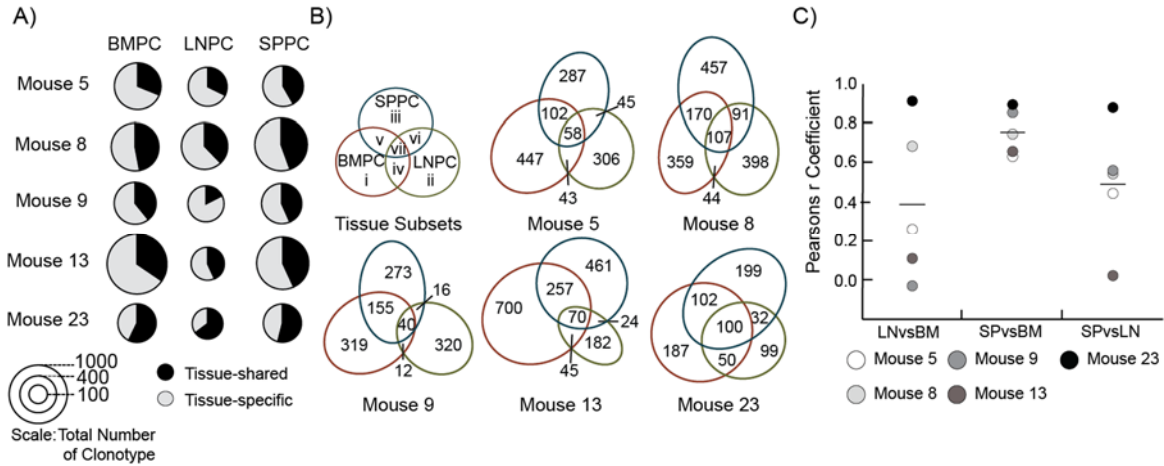 A)
BMPC LNPC SPPC
Mouse 5
Mouse 8
Mouse 9
Mouse 13
Mouse 23
1000
400
100
Scale: Total Number
of Clonotype
Tissue-shared
Tissue-specific
B)
SPPC
iii
v vi
vii
BMPC LNPC
iv
i ii
Tissue Subsets
287
102 45
58
447 306
43
Mouse 5
457
170 91
107
359 398
44
Mouse 8
273
155 16
40
319 320
12
Mouse 9
461
700 257
70 24
182
45
Mouse 13
199
102 32
100
187 99
50
Mouse 23
C)
Pearsons r Coefficient
1.0
0.8
0.6
0.4
0.2
0.0
LNvsBM SPvsBM SPvsLN
Mouse 5 Mouse 9 Mouse 23
Mouse 8 Mouse 13